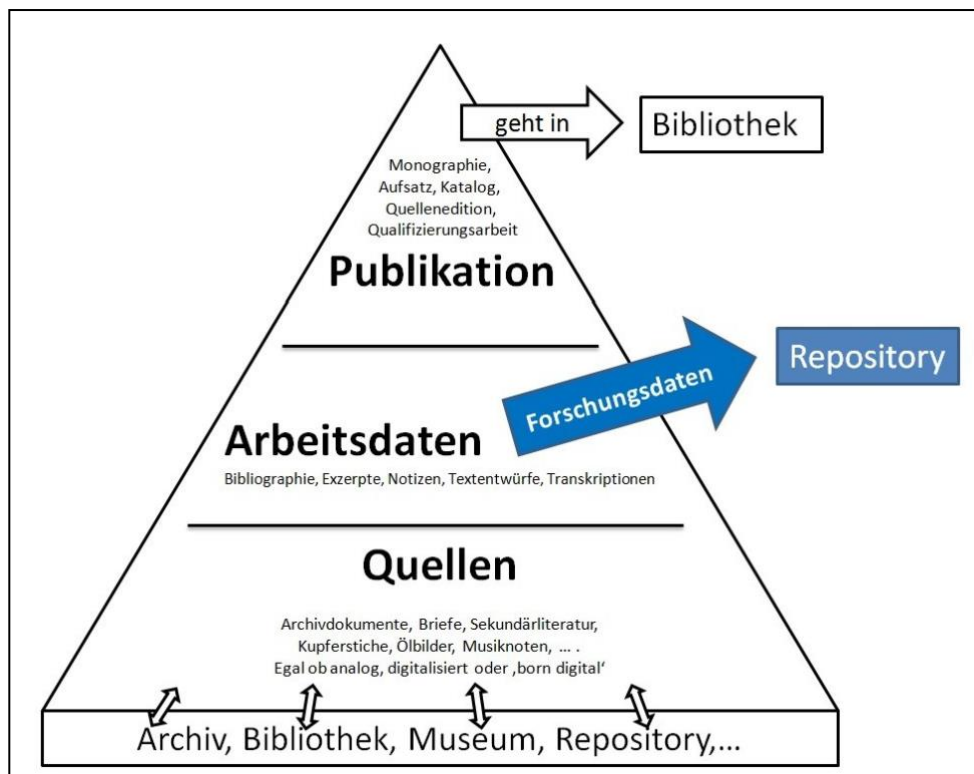 geht in
Bibliothek
Monographie,
Aufsatz, Katalog,
Quellenedition,
Qualifizierungsarbeit
Publikation
Repository
Forschungsdaten
Arbeitsdaten
Bibliographie, Exzerpte, Notizen, Textentwürfe, Transkriptionen
Quellen
Archivdokumente, Briefe, Sekundärliteratur,
Kupferstiche, Ölbilder, Musiknoten, ... .
Egal ob analog, digitalisiert oder ‚born digital‘
Archiv, Bibliothek, Museum, Repository,...